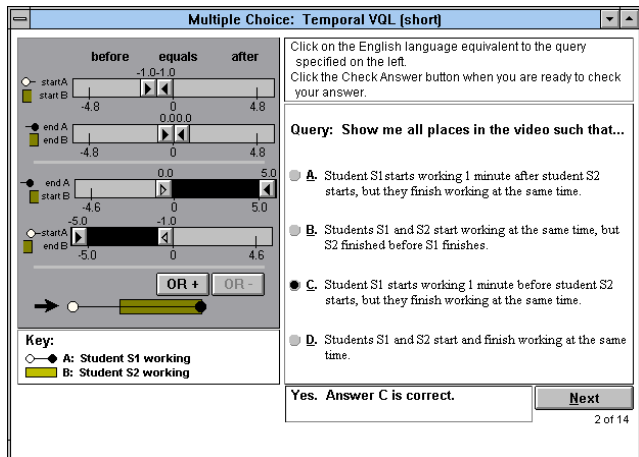 Multiple Choice: Temporal VQL (short)
before equals after
-1.0-1.0
start A
start B
-4.8 0 4.8
0.00.0
end A
end B
-4.8 0 4.8
0.0 5.0
end A
start B
-4.6 0 5.0
-5.0 -1.0
start A
end B
-5.0 0 4.6
OR + OR -
Key:
A: Student S1 working
B: Student S2 working
Click on the English language equivalent to the query
specified on the left.
Click the Check Answer button when you are ready to check
your answer.
Query: Show me all places in the video such that...
A. Student S1 starts working 1 minute after student S2
starts, but they finish working at the same time.
B. Students S1 and S2 start working at the same time, but
S2 finished before S1 finishes.
C. Student S1 starts working 1 minute before student S2
starts, but they finish working at the same time.
D. Students S1 and S2 start and finish working at the same
time.
Yes. Answer C is correct.
Next
2 of 14